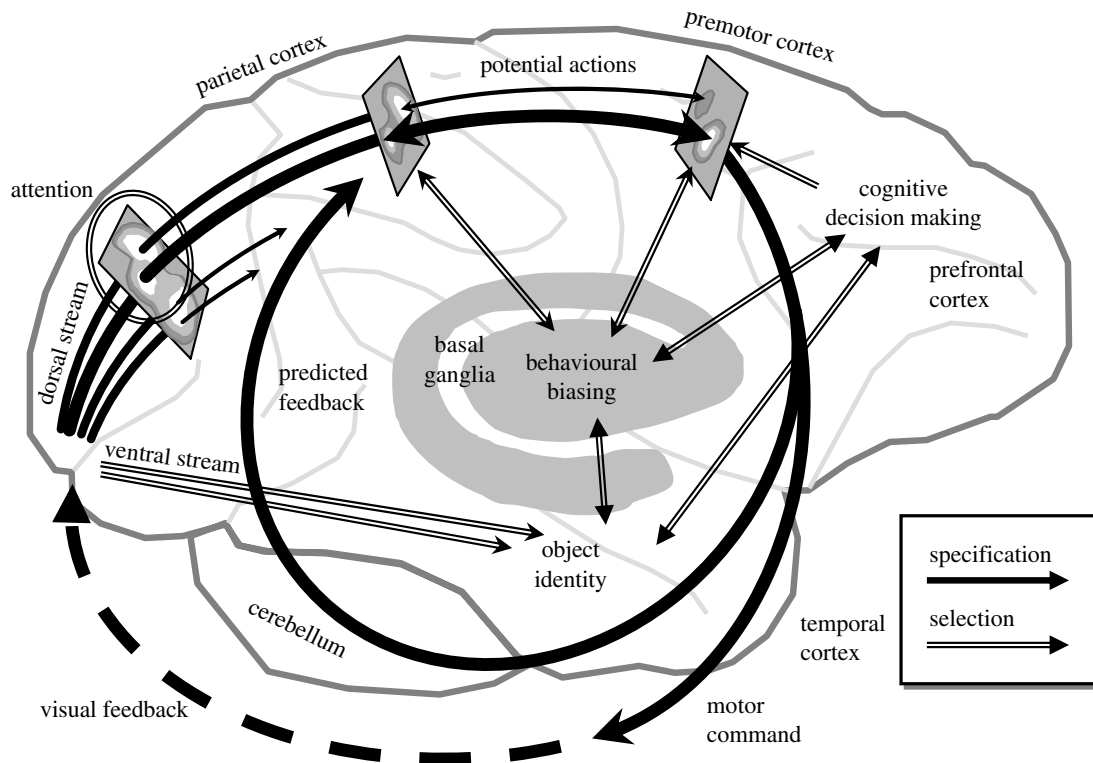 premotor cortex
parietal cortex
potential actions
attention
cognitive
decision making
prefrontal
cortex
dorsal stream
basal
ganglia
behavioural
biasing
predicted
feedback
ventral stream
object
identity
specification
selection
cerebellum
temporal
cortex
visual feedback
motor
command